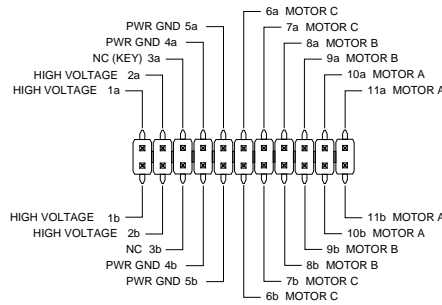 6a MOTOR C
PWR GND 5a
7a MOTOR C
PWR GND 4a
8a MOTOR B
NC (KEY) 3a
9a MOTOR B
HIGH VOLTAGE 2a
10a MOTOR A
HIGH VOLTAGE 1a
11a MOTOR A
HIGH VOLTAGE 1b
11b MOTOR A
HIGH VOLTAGE 2b
10b MOTOR A
NC 3b
9b MOTOR B
PWR GND 4b
8b MOTOR B
PWR GND 5b
7b MOTOR C
6b MOTOR C